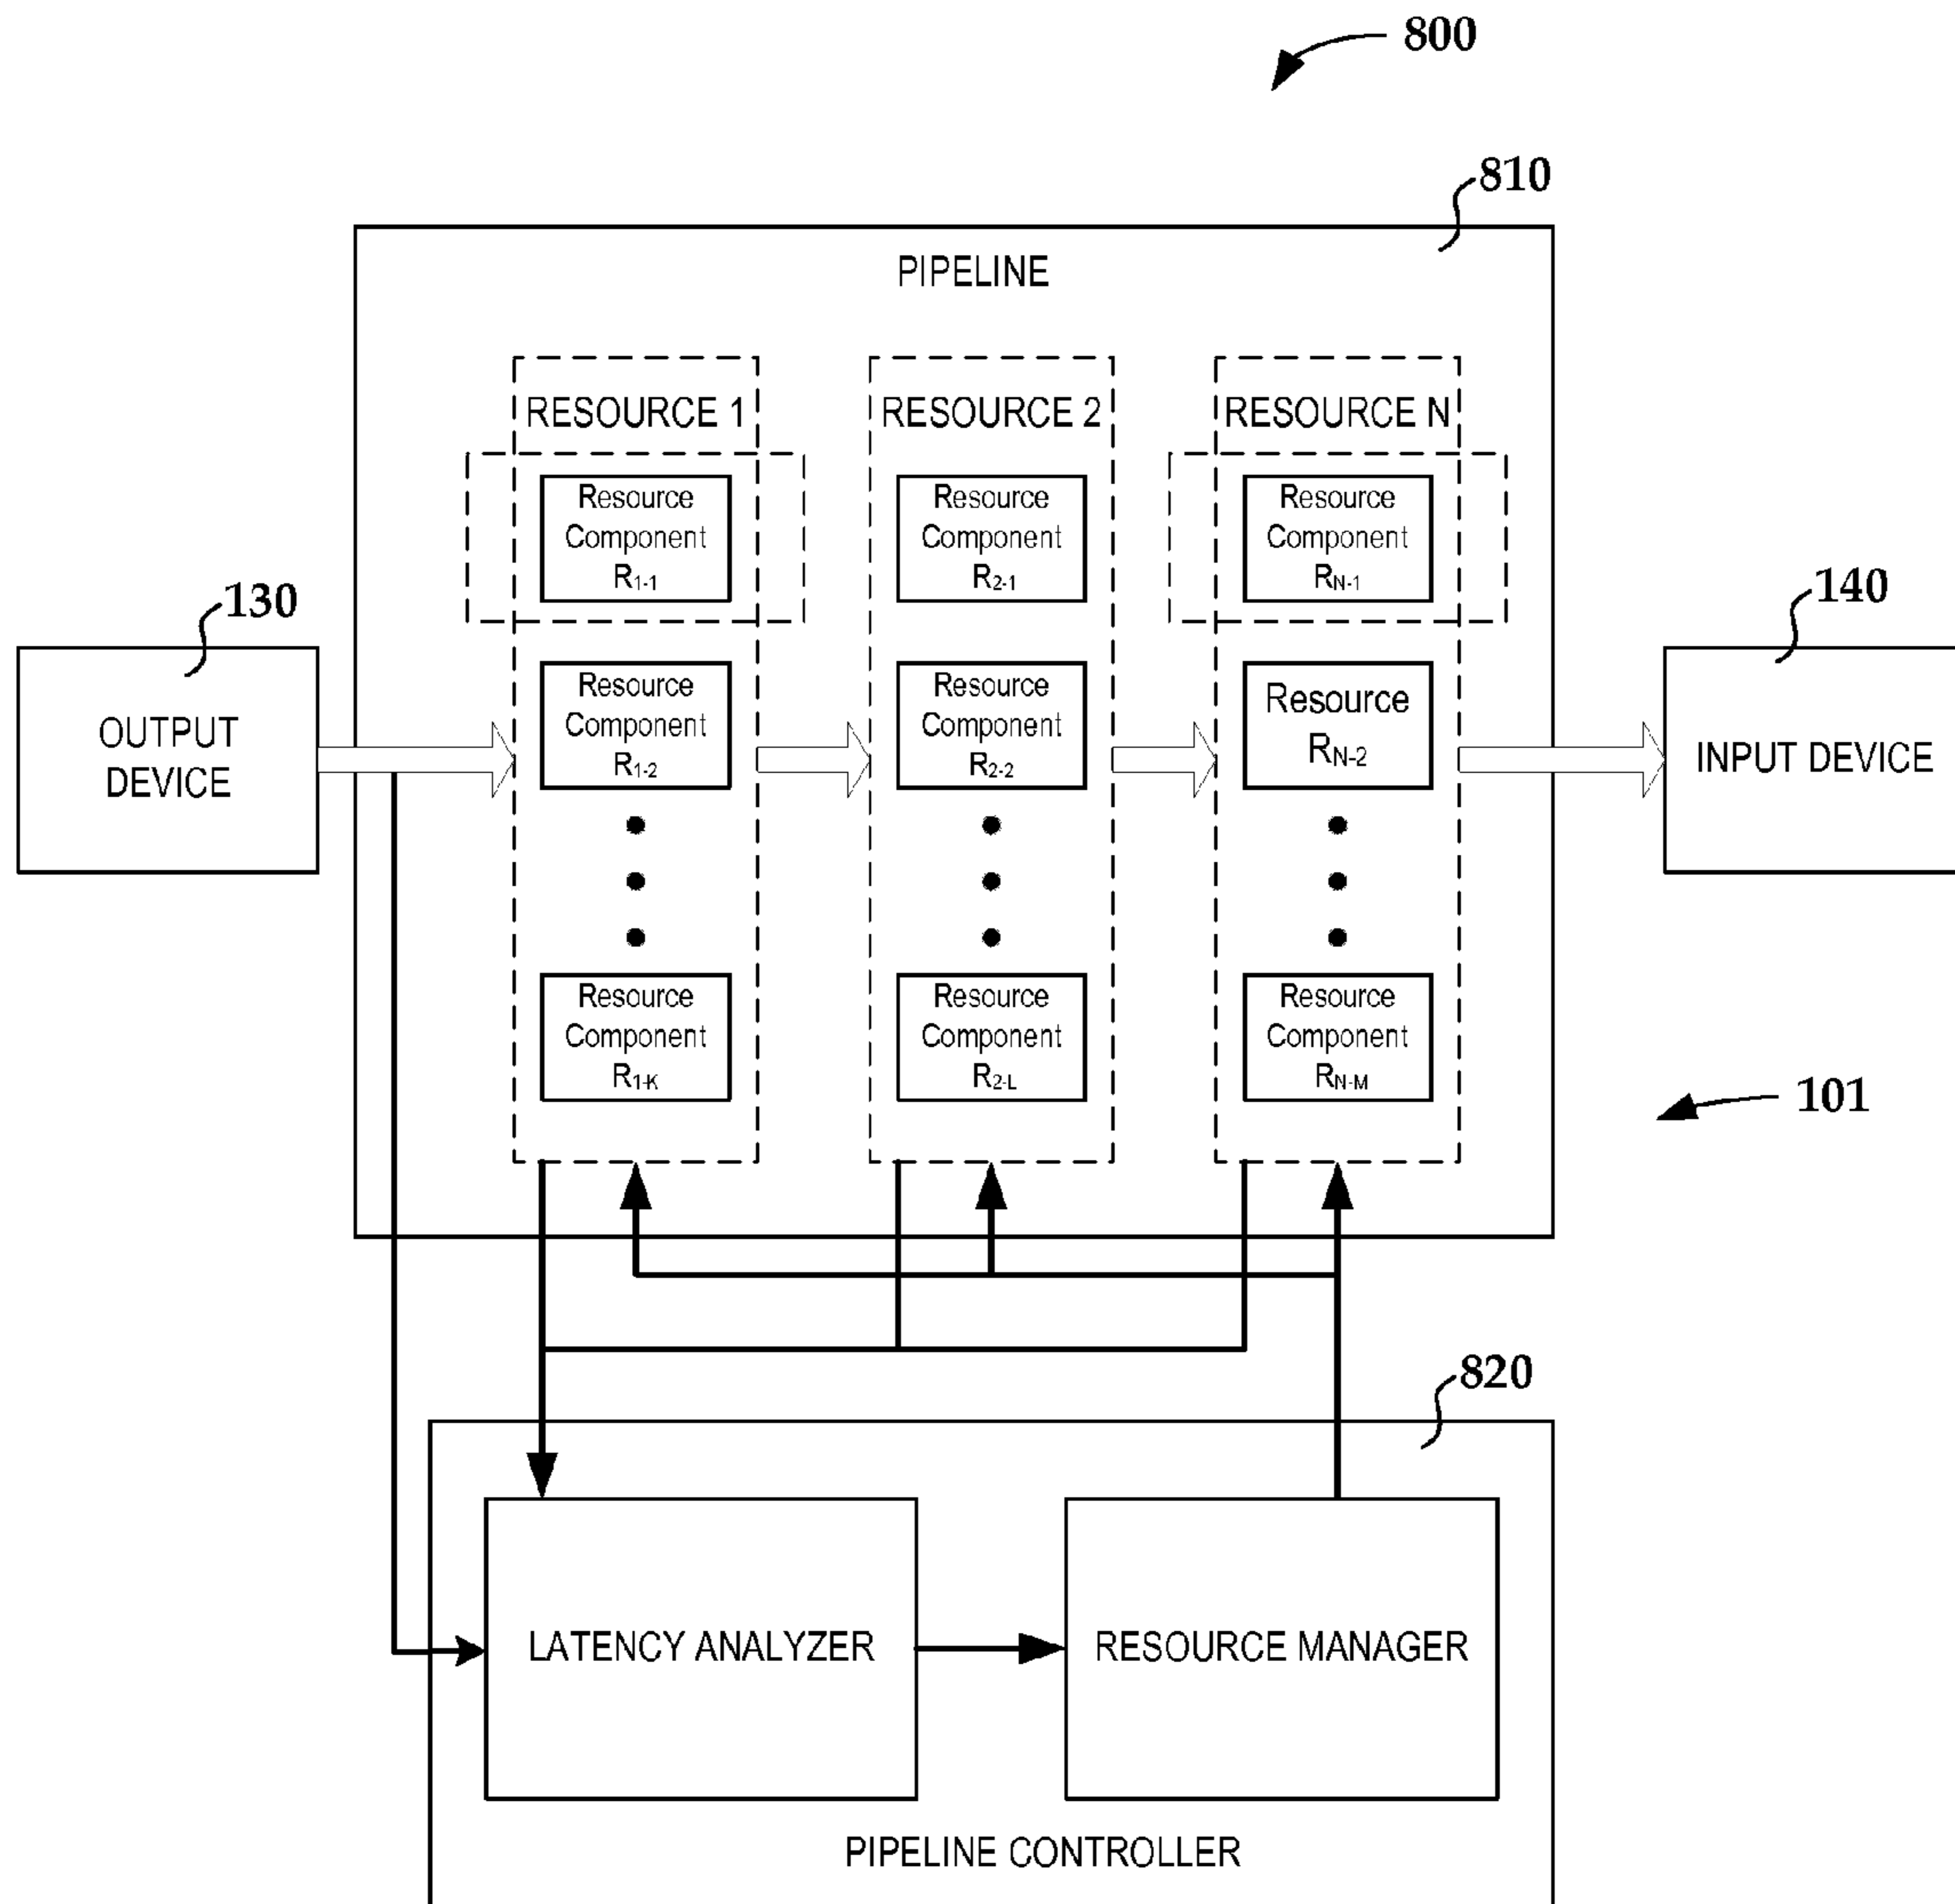 800
810
PIPELINE
RESOURCE 1
RESOURCE 2
RESOURCE N
Resource
Component
R1-1
Resource
Component
R2-1
Resource
Component
RN-1
130
140
OUTPUT
DEVICE
Resource
Component
R1-2
Resource
Component
R2-2
Resource
RN-2
INPUT DEVICE
Resource
Component
R1-K
Resource
Component
R2-L
Resource
Component
RN-M
101
820
LATENCY ANALYZER
RESOURCE MANAGER
PIPELINE CONTROLLER